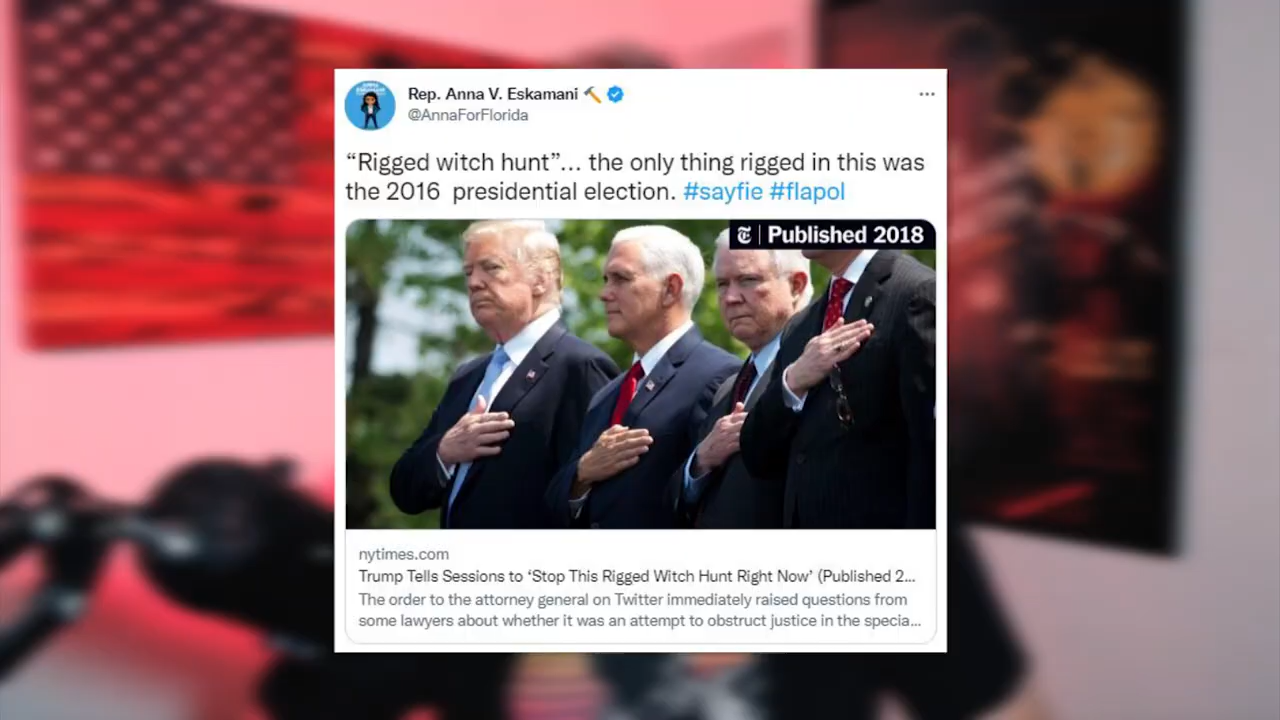 Rep. Anna V. Eskamani 🔨
@AnnaForFlorida
“Rigged witch hunt”... the only thing rigged in this was
the 2016 presidential election. #sayfie #flapol
Published 2018
nytimes.com
Trump Tells Sessions to ‘Stop This Rigged Witch Hunt Right Now’ (Published 2...
The order to the attorney general on Twitter immediately raised questions from
some lawyers about whether it was an attempt to obstruct justice in the specia...